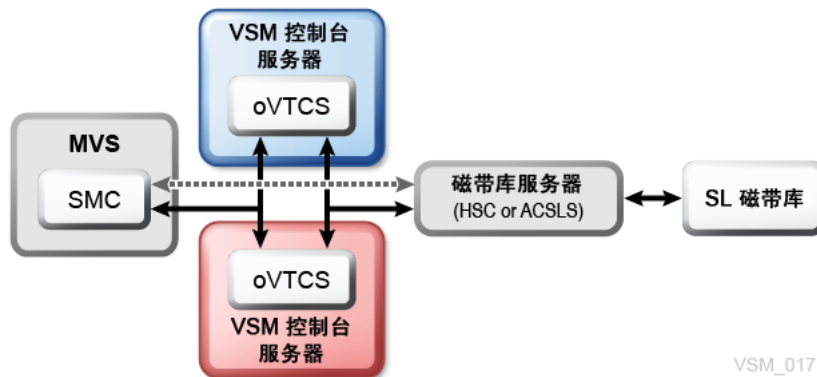 VSM 控制台
服务器
oVTCS
MVS
SMC
磁带库服务器
(HSC or ACSLS)
SL 磁带库
oVTCS
VSM 控制台
服务器
VSM_017